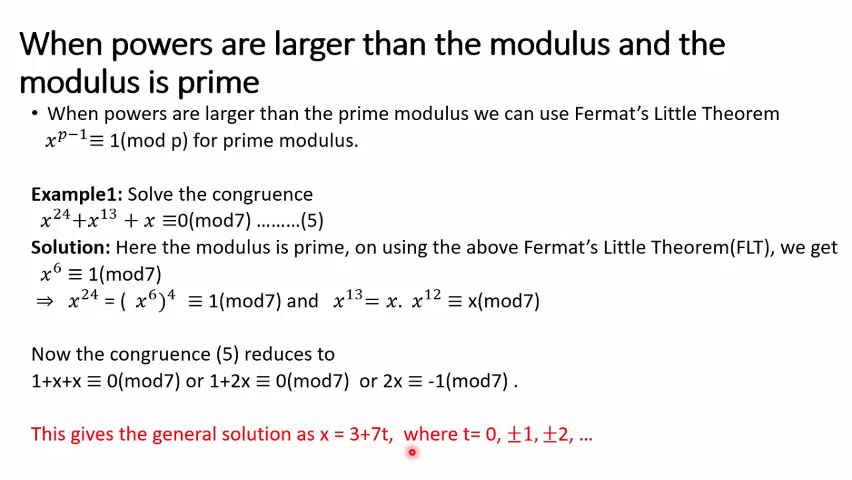 When powers are larger than the modulus and the
modulus is prime
• When powers are larger than the prime modulus we can use Fermat's Little Theorem
𝑥^{𝑝−1}≡ 1(mod p) for prime modulus.
Example1: Solve the congruence
𝑥^{24}+𝑥^{13} + 𝑥 ≡0(mod7) ………(5)
Solution: Here the modulus is prime, on using the above Fermat's Little Theorem(FLT), we get
𝑥^{6} ≡ 1(mod7)
⇒ 𝑥^{24} = ( 𝑥^{6})^{4} ≡ 1(mod7) and 𝑥^{13}= 𝑥. 𝑥^{12} ≡ x(mod7)
Now the congruence (5) reduces to
1+x+x ≡ 0(mod7) or 1+2x ≡ 0(mod7) or 2x ≡ -1(mod7) .
This gives the general solution as x = 3+7t, where t= 0, ±1, ±2, …